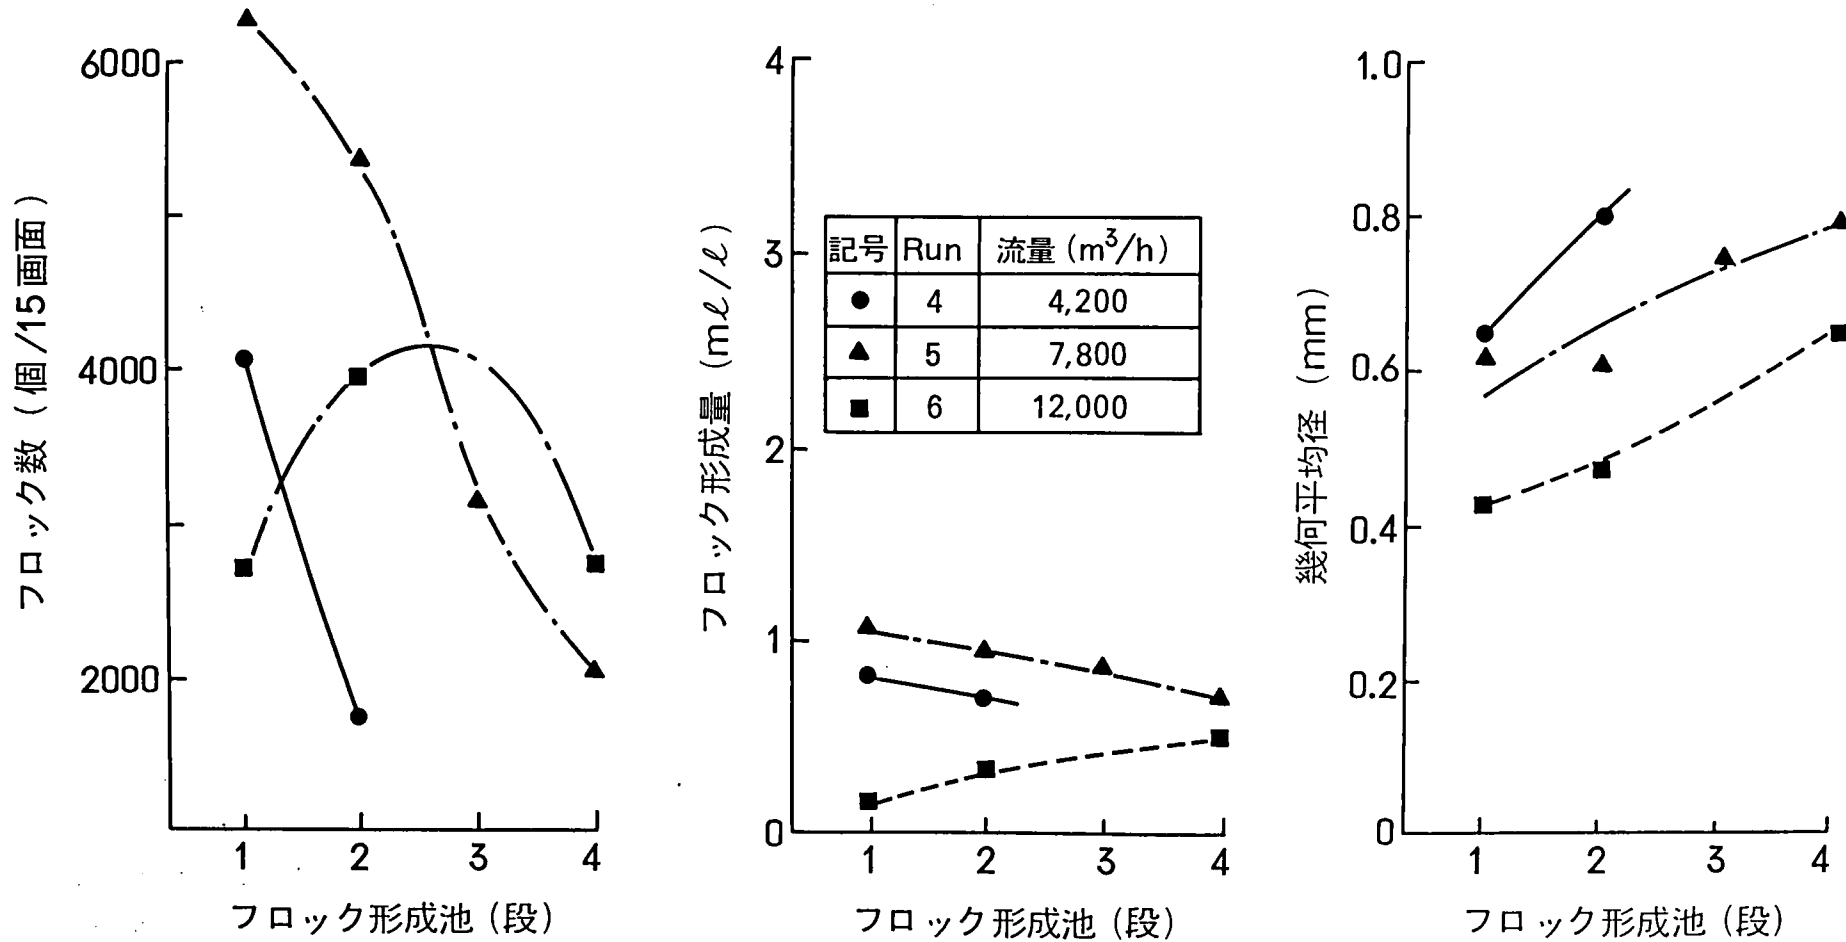 フロック数 (個/15画面)
6000
4000
2000
1 2 3 4
フロック形成池 (段)
フロック形成量 (mℓ/ℓ)
4
3
2
1
0
記号 Run 流量 (m³/h)
● 4 4,200
▲ 5 7,800
■ 6 12,000
1 2 3 4
フロック形成池 (段)
幾何平均径 (mm)
1.0
0.8
0.6
0.4
0.2
0
1 2 3 4
フロック形成池 (段)